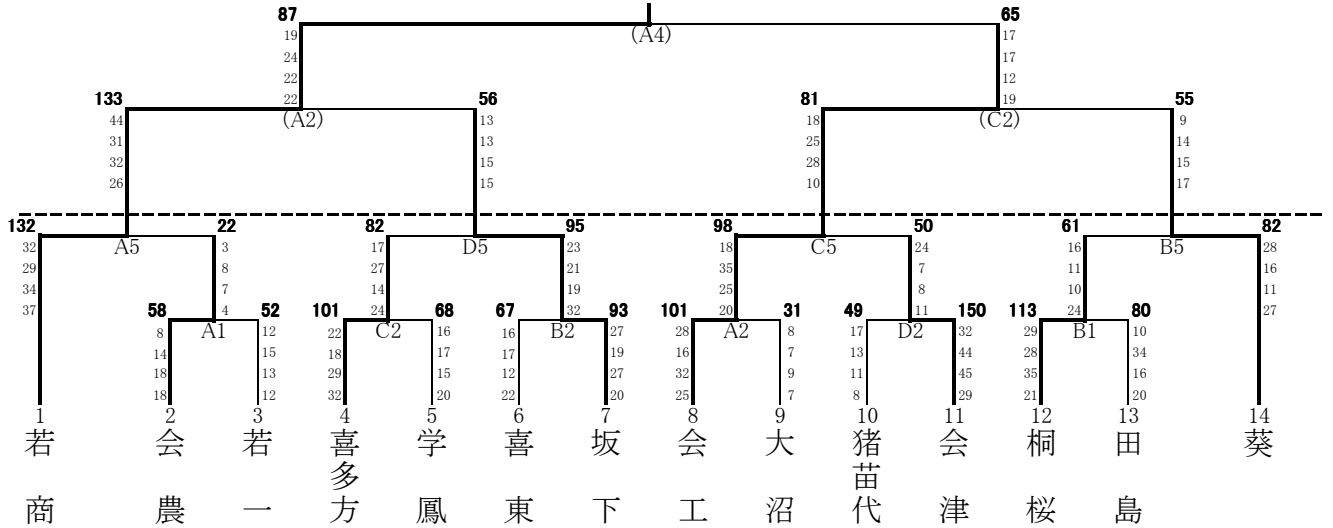 87 65
(A4)
19 17
24 17
22 12
22 19
133 56 81 55
(A2) (C2)
44 13 18 9
31 13 25 14
32 15 28 15
26 15 10 17
132 22 82 95 98 50 61 82
A5 D5 C5 B5
32 3 17 23 18 24 16 28
29 8 27 21 35 7 11 16
34 7 14 19 25 8 10 11
37 4 24 32 20 11 24 27
58 52 101 68 67 93 101 31 49 150 113 80
A1 C2 B2 A2 D2 B1
8 12 22 16 16 27 28 8 17 32 29 10
14 15 18 17 17 19 16 7 13 44 28 34
18 13 29 15 12 27 32 9 11 45 35 16
18 12 32 20 22 20 25 7 8 29 21 20
1 2 3 4 5 6 7 8 9 10 11 12 13 14
若商 会農 若一 喜多方 学鳳 喜東 坂下 会工 大沼 猪苗代 会津 桐桜 田島 葵